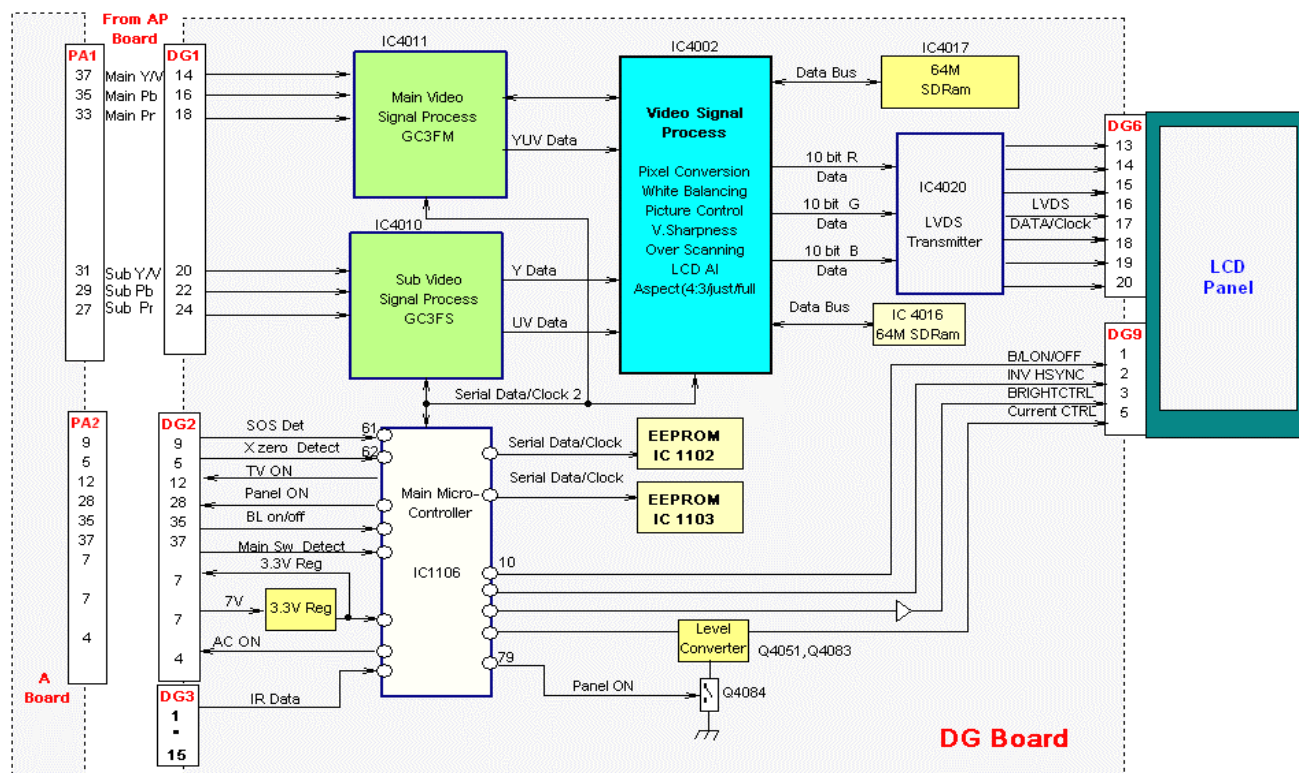 From AP
Board
PA1
DG1
37 Main Y/V 14
35 Main Pb 16
33 Main Pr 18
31 Sub Y/V 20
29 Sub Pb 22
27 Sub Pr 24
IC4011
Main Video
Signal Process
GC3FM
YUV Data
IC4010
Sub Video
Signal Process
GC3FS
Y Data
UV Data
Serial Data/Clock 2
IC4002
Video Signal
Process
Pixel Conversion
White Balancing
Picture Control
V.Sharpness
Over Scanning
LCD AI
Aspect(4:3/just/full
Data Bus
IC4017
64M
SDRam
10 bit R
Data
10 bit G
Data
10 bit B
Data
IC4020
LVDS
Transmitter
Data Bus
IC 4016
64M SDRam
LVDS
DATA/Clock
DG6
13
14
15
16
17
18
19
20
LCD
Panel
DG9
B/LON/OFF 1
INV HSYNC 2
BRIGHTCTRL 3
Current CTRL 5
PA2
9
5
12
28
35
37
7
7
4
DG2
9
5
12
28
35
37
7
7
4
SOS Det 61
X zero Detect 62
TV ON
Panel ON
BL on/off
Main Sw Detect
3.3V Reg
7V
3.3V Reg
AC ON
IR Data
Main Micro-
Controller
IC1106
Serial Data/Clock
EEPROM
IC 1102
Serial Data/Clock
EEPROM
IC 1103
10
79
Panel ON
Level
Converter
Q4051,Q4083
Q4084
A
Board
DG3
1
-
15
DG Board